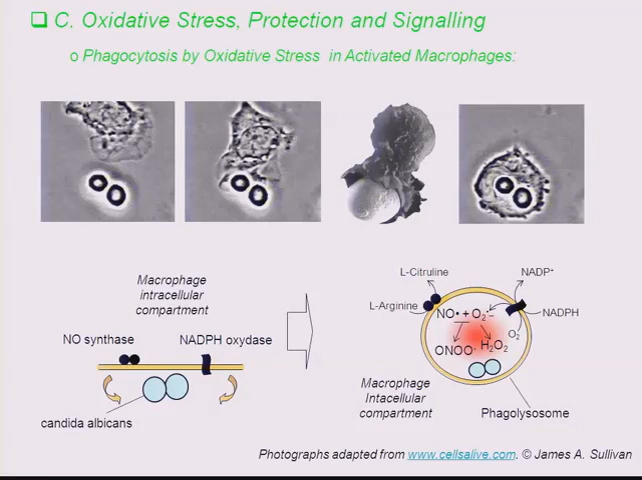 C. Oxidative Stress, Protection and Signalling
o Phagocytosis by Oxidative Stress in Activated Macrophages:
Macrophage
intracellular
compartment
NO synthase
NADPH oxydase
candida albicans
L-Citruline
NADP⁺
L-Arginine
NADPH
NO• + O₂•−
O₂
ONOO⁻
H₂O₂
Macrophage
Intacellular
compartment
Phagolysosome
Photographs adapted from www.cellsalive.com. © James A. Sullivan